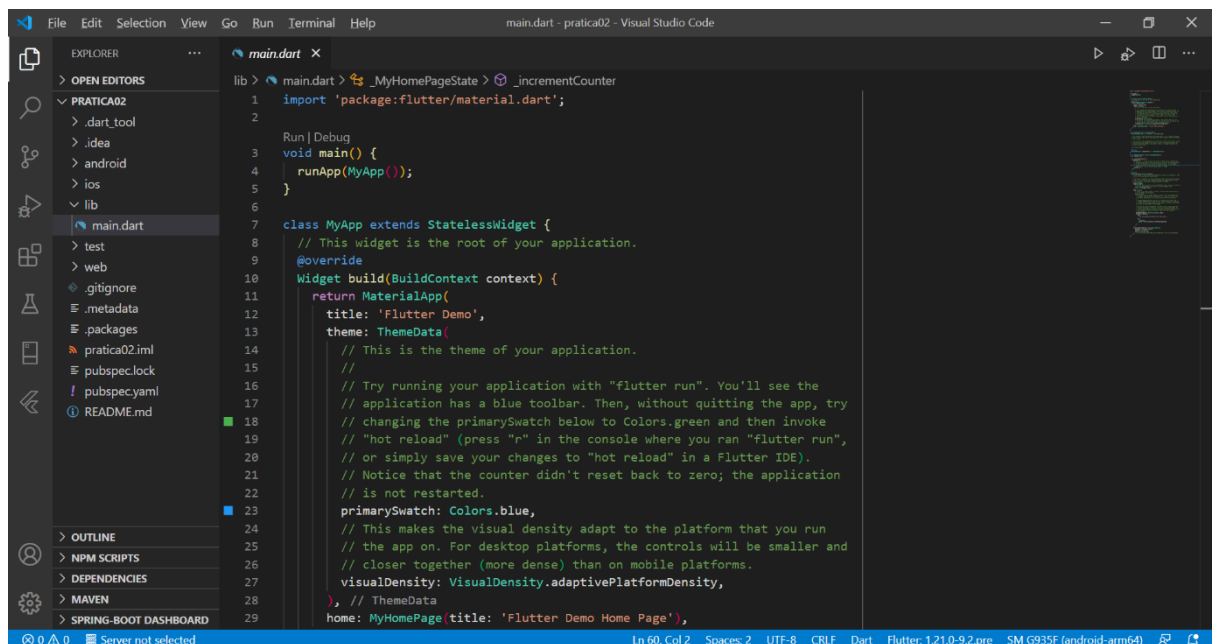 File Edit Selection View Go Run Terminal Help
main.dart - pratica02 - Visual Studio Code
EXPLORER
OPEN EDITORS
PRATICA02
.dart_tool
.idea
android
ios
lib
main.dart
test
web
.gitignore
.metadata
.packages
pratica02.iml
pubspec.lock
pubspec.yaml
README.md
OUTLINE
NPM SCRIPTS
DEPENDENCIES
MAVEN
SPRING-BOOT DASHBOARD
main.dart
lib > main.dart > _MyHomePageState > _incrementCounter
1 import 'package:flutter/material.dart';
2
Run | Debug
3 void main() {
4 runApp(MyApp());
5 }
6
7 class MyApp extends StatelessWidget {
8 // This widget is the root of your application.
9 @override
10 Widget build(BuildContext context) {
11 return MaterialApp(
12 title: 'Flutter Demo',
13 theme: ThemeData(
14 // This is the theme of your application.
15 //
16 // Try running your application with "flutter run". You'll see the
17 // application has a blue toolbar. Then, without quitting the app, try
18 // changing the primarySwatch below to Colors.green and then invoke
19 // "hot reload" (press "r" in the console where you ran "flutter run",
20 // or simply save your changes to "hot reload" in a Flutter IDE).
21 // Notice that the counter didn't reset back to zero; the application
22 // is not restarted.
23 primarySwatch: Colors.blue,
24 // This makes the visual density adapt to the platform that you run
25 // the app on. For desktop platforms, the controls will be smaller and
26 // closer together (more dense) than on mobile platforms.
27 visualDensity: VisualDensity.adaptivePlatformDensity,
28 ), // ThemeData
29 home: MyHomePage(title: 'Flutter Demo Home Page'),
0 0 Server not selected
Ln 60, Col 2 Spaces: 2 UTF-8 CRLF Dart Flutter: 1.21.0-9.2.pre SM G935F (android-arm64)